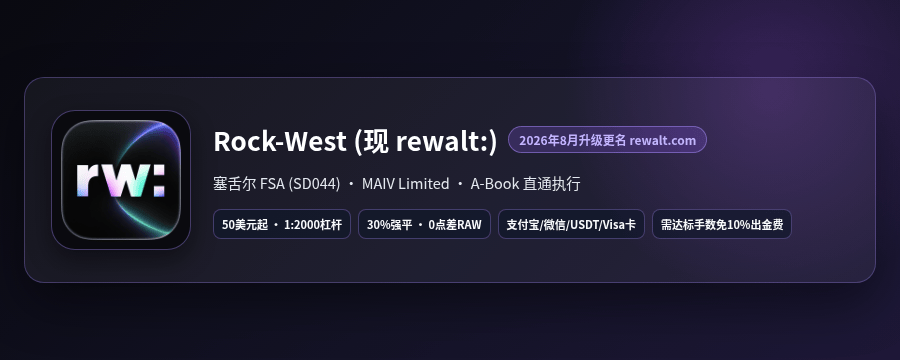 rw:
Rock-West (现 rewalt:)
2026年8月升级更名 rewalt.com
塞舌尔 FSA (SD044) · MAIV Limited · A-Book 直通执行
50美元起 · 1:2000杠杆
30%强平 · 0点差RAW
支付宝/微信/USDT/Visa卡
需达标手数免10%出金费